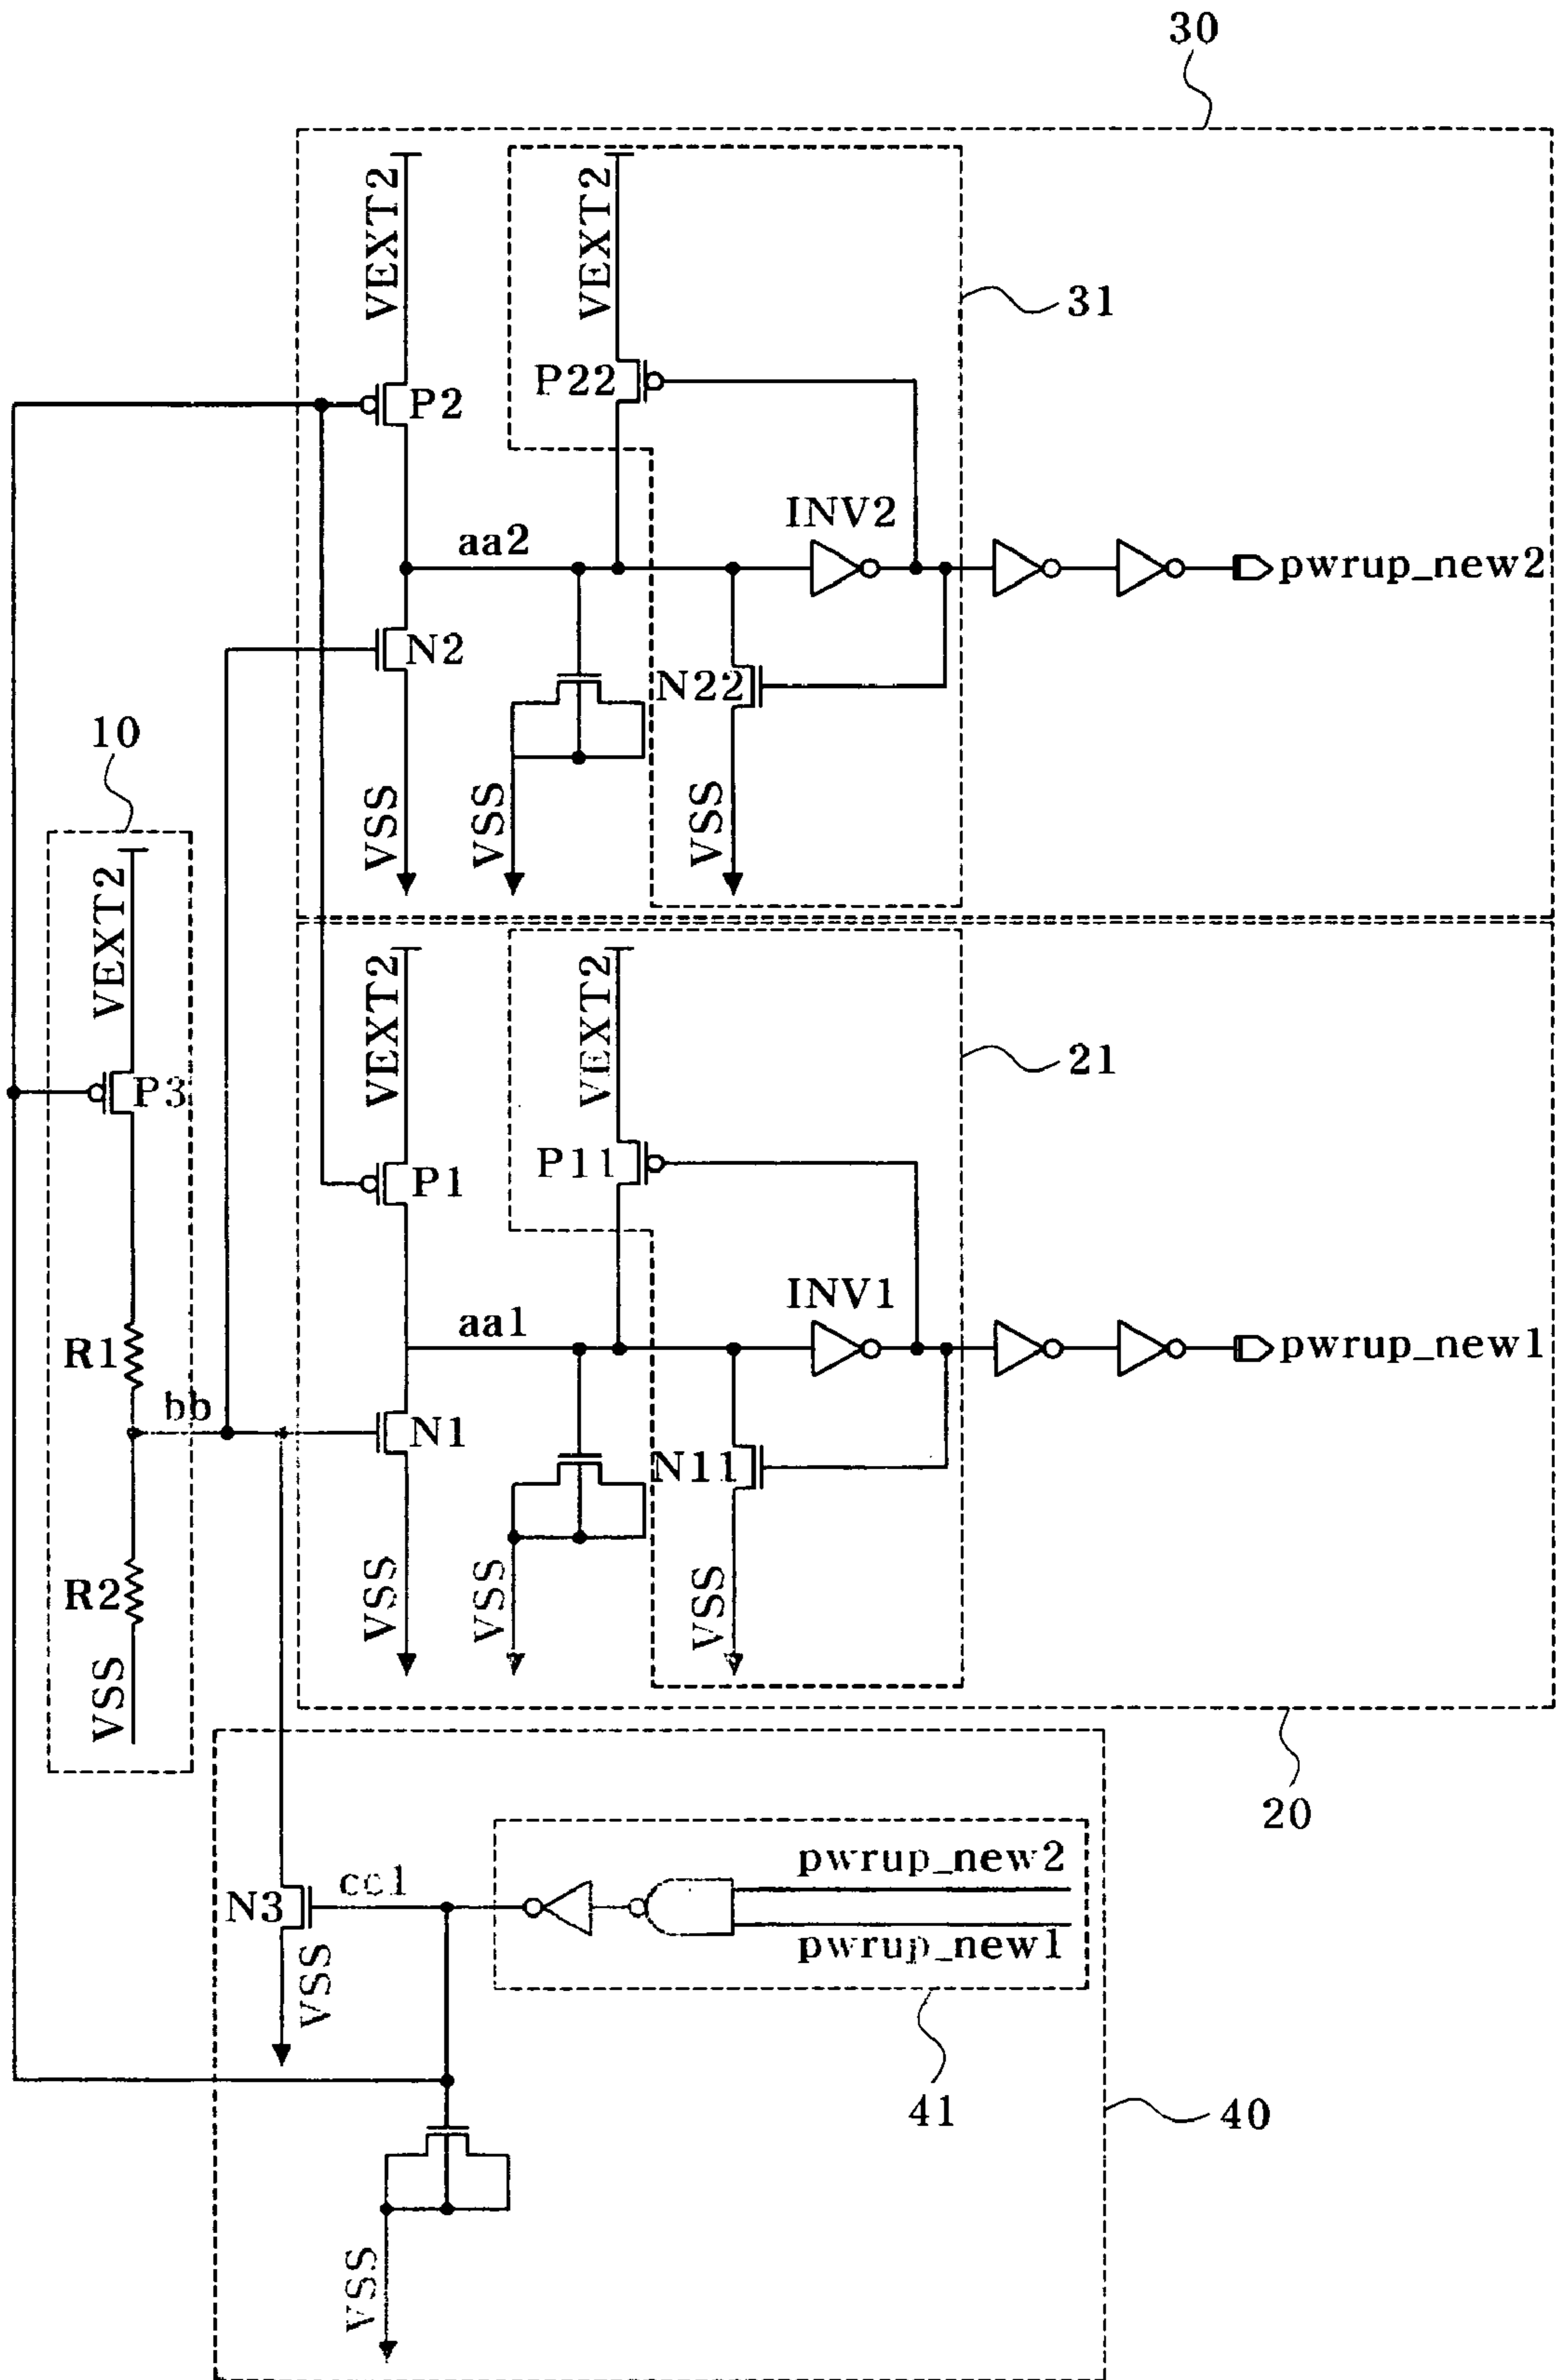 30
VEXT2
VEXT2
31
P22
P2
INV2
aa2
pwrup_new2
N2
N22
10
VSS
VSS
VSS
VEXT2
VEXT2
VEXT2
21
P3
P11
P1
INV1
aa1
R1
pwrup_new1
bb
N1
N11
R2
VSS
VSS
VSS
VSS
20
pwrup_new2
cc1
N3
pwrup_new1
VSS
41
40
VSS